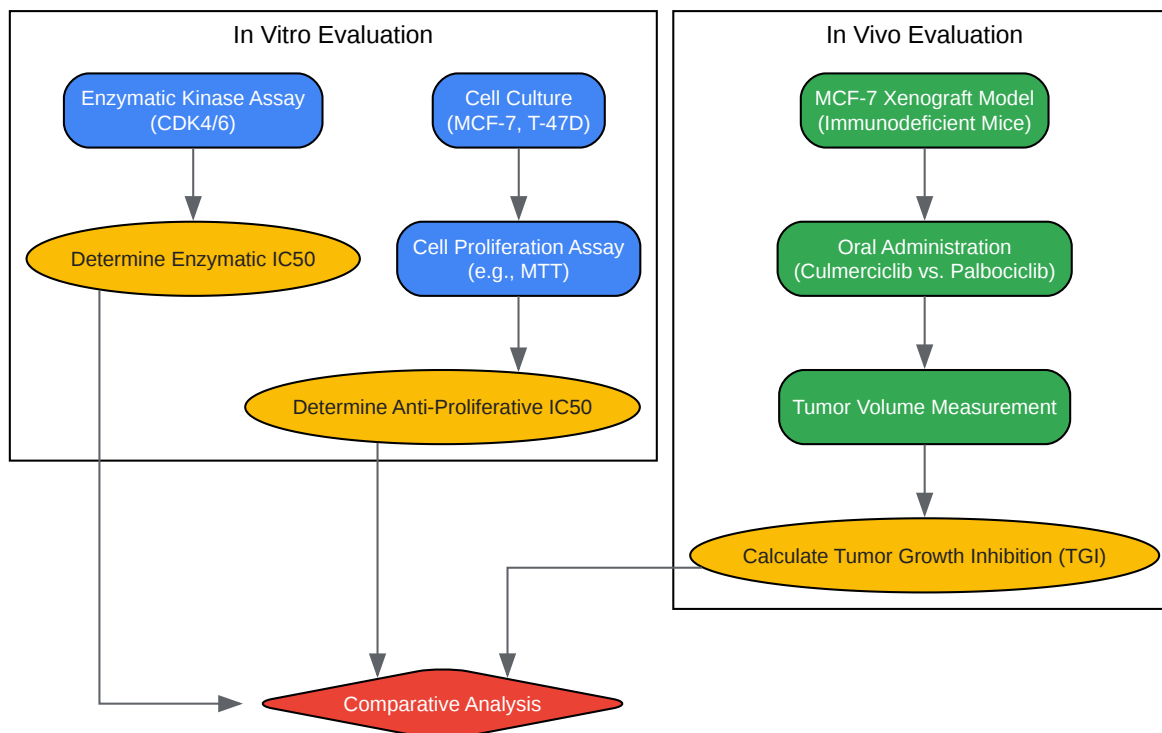 In Vitro Evaluation
Enzymatic Kinase Assay
(CDK4/6)
Cell Culture
(MCF-7, T-47D)
Determine Enzymatic IC50
Cell Proliferation Assay
(e.g., MTT)
Determine Anti-Proliferative IC50
In Vivo Evaluation
MCF-7 Xenograft Model
(Immunodeficient Mice)
Oral Administration
(Culmerciclib vs. Palbociclib)
Tumor Volume Measurement
Calculate Tumor Growth Inhibition (TGI)
Comparative Analysis